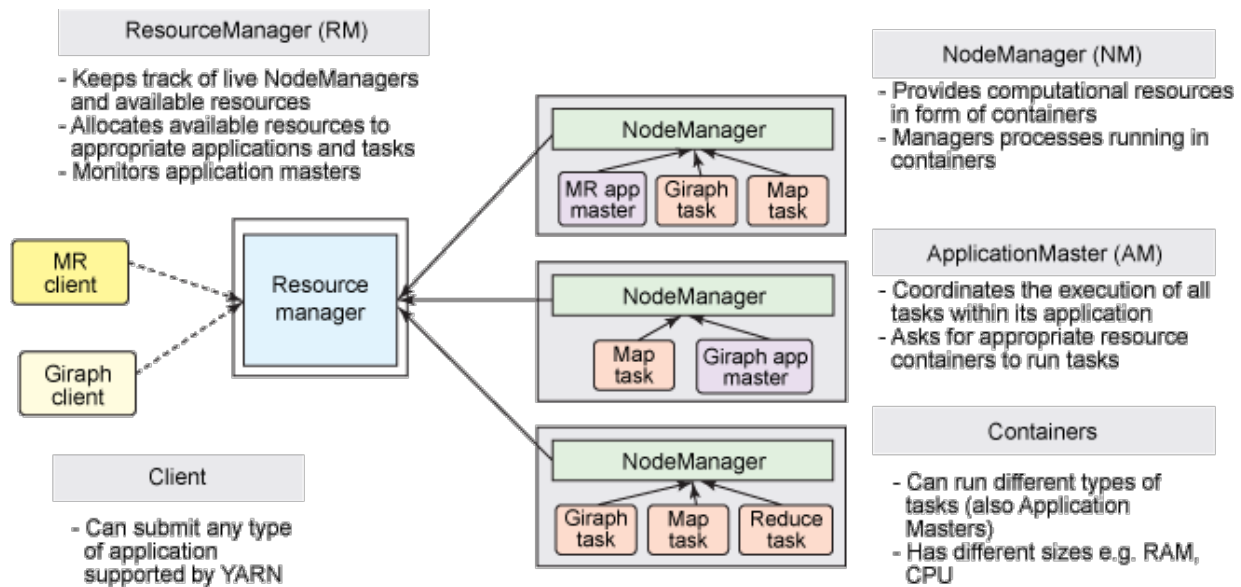 ResourceManager (RM)
- Keeps track of live NodeManagers
and available resources
- Allocates available resources to
appropriate applications and tasks
- Monitors application masters
MR
client
Giraph
client
Resource
manager
Client
- Can submit any type
of application
supported by YARN
NodeManager
MR app
master
Giraph
task
Map
task
NodeManager
Map
task
Giraph app
master
NodeManager
Giraph
task
Map
task
Reduce
task
NodeManager (NM)
- Provides computational resources
in form of containers
- Managers processes running in
containers
ApplicationMaster (AM)
- Coordinates the execution of all
tasks within its application
- Asks for appropriate resource
containers to run tasks
Containers
- Can run different types of
tasks (also Application
Masters)
- Has different sizes e.g. RAM,
CPU